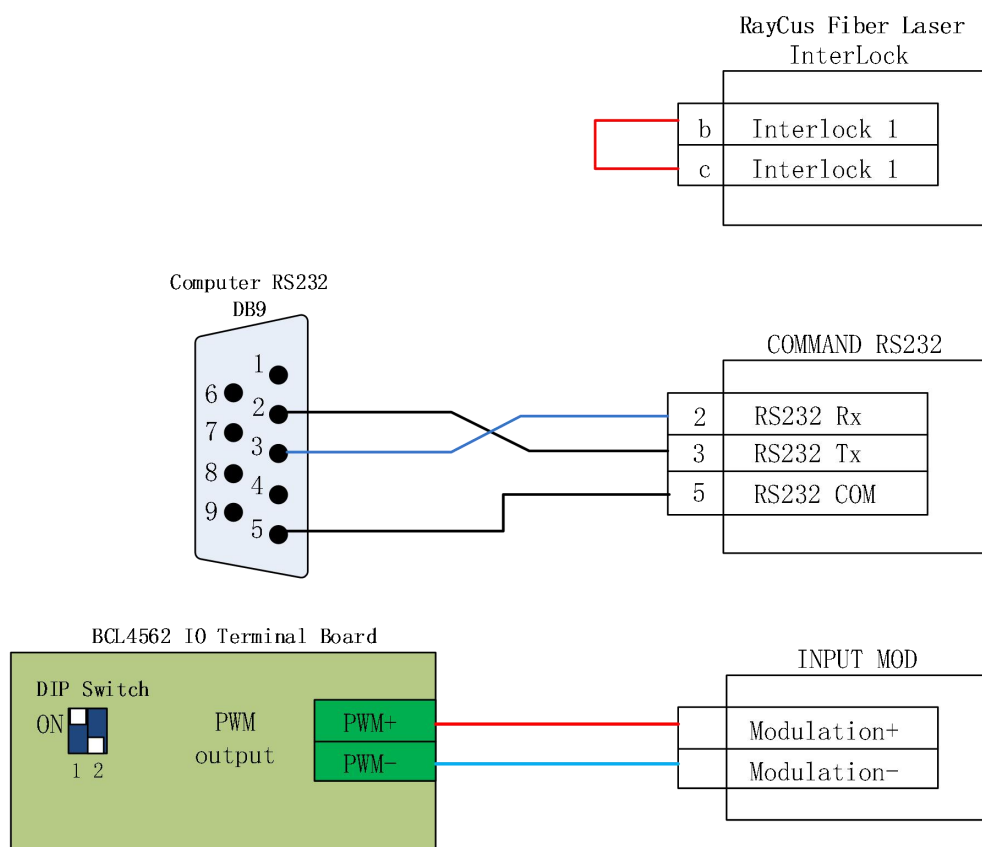 RayCus Fiber Laser
InterLock
b Interlock 1
c Interlock 1
Computer RS232
DB9
1
6
2
7
3
8
4
9
5
COMMAND RS232
2 RS232 Rx
3 RS232 Tx
5 RS232 COM
BCL4562 IO Terminal Board
DIP Switch
ON
1 2
PWM
output
PWM+
PWM-
INPUT MOD
Modulation+
Modulation-